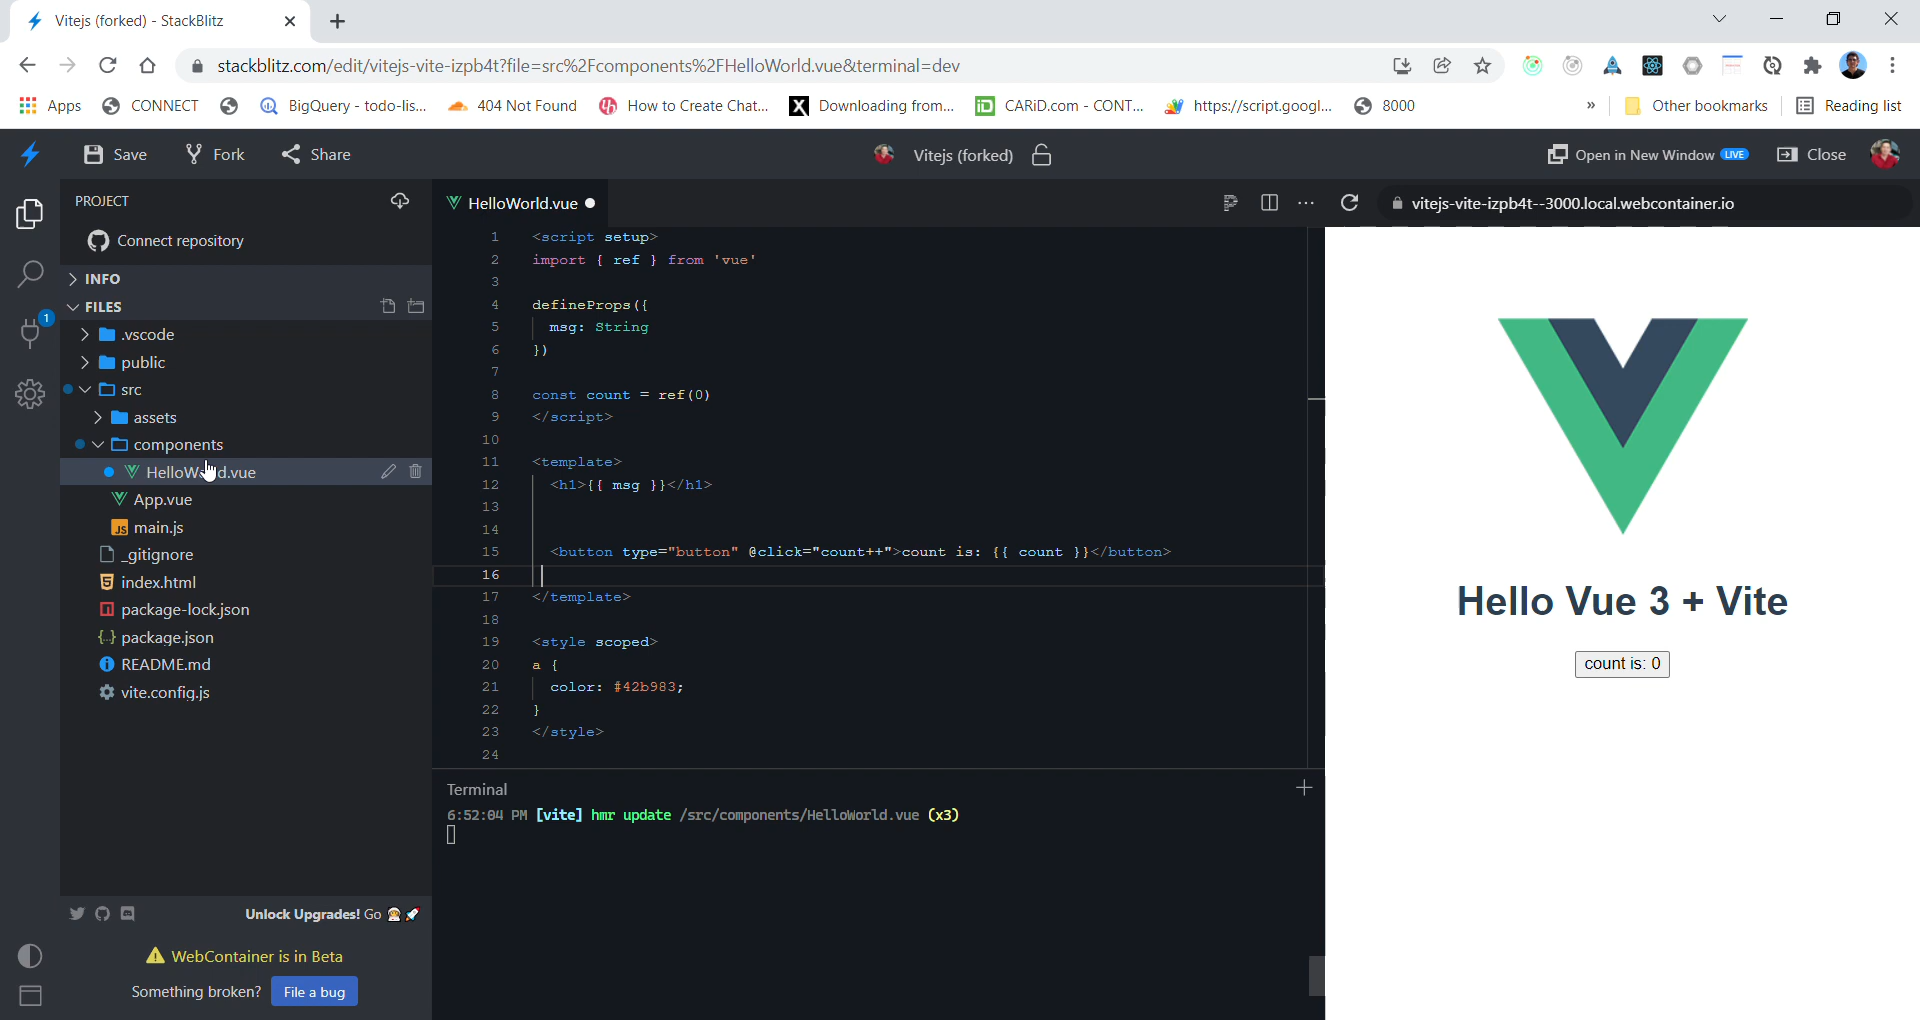 Vitejs (forked) - StackBlitz
stackblitz.com/edit/vitejs-vite-izpb4t?file=src%2Fcomponents%2FHelloWorld.vue&terminal=dev
Apps CONNECT BigQuery - todo-lis... 404 Not Found How to Create Chat... Downloading from... CARiD.com - CONT... https://script.googl... 8000 » Other bookmarks Reading list
Save Fork Share Vitejs (forked) Open in New Window LIVE Close
PROJECT
Connect repository
INFO
FILES
.vscode
public
src
assets
components
HelloW
d.vue
App.vue
JS main.js
_gitignore
index.html
package-lock.json
{..} package.json
README.md
vite.config.js
1
Unlock Upgrades! Go
WebContainer is in Beta
Something broken? File a bug
HelloWorld.vue
1 <script setup>
2 import { ref } from 'vue'
3
4 defineProps({
5 msg: String
6 })
7
8 const count = ref(0)
9 </script>
10
11 <template>
12 <h1>{{ msg }}</h1>
13
14
15 <button type="button" @click="count++">count is: {{ count }}</button>
16
17 </template>
18
19 <style scoped>
20 a {
21 color: #42b983;
22 }
23 </style>
24
Terminal
6:52:04 PM [vite] hmr update /src/components/HelloWorld.vue (x3)
vitejs-vite-izpb4t--3000.local.webcontainer.io
Hello Vue 3 + Vite
count is: 0